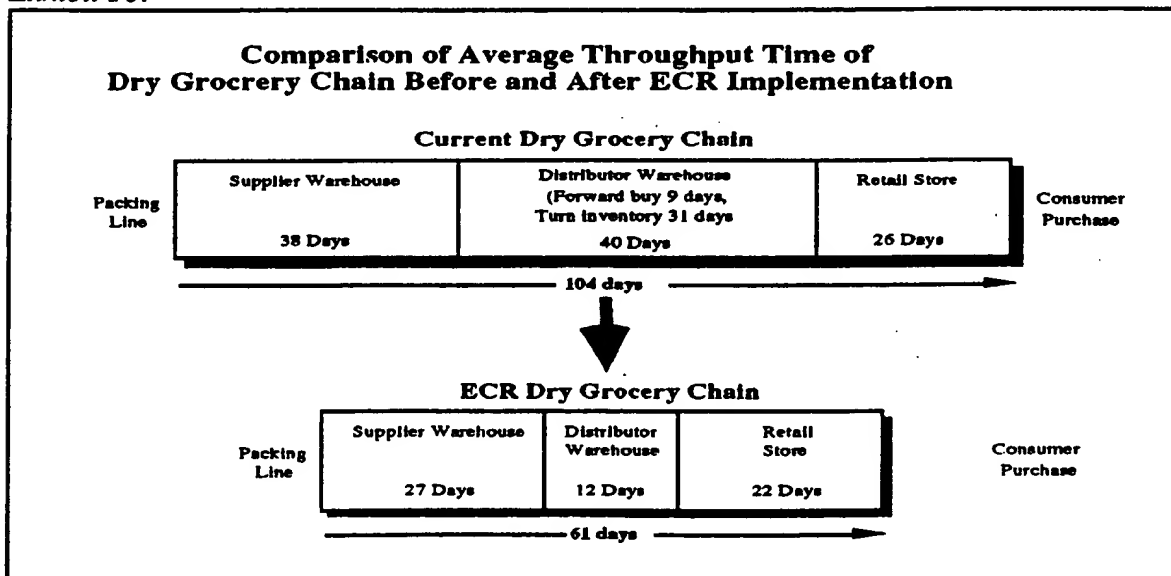 Comparison of Average Throughput Time of
Dry Grocrery Chain Before and After ECR Implementation
Current Dry Grocery Chain
Packing
Line
Supplier Warehouse
38 Days
Distributor Warehouse
(Forward buy 9 days,
Turn inventory 31 days
40 Days
Retail Store
26 Days
Consumer
Purchase
104 days
ECR Dry Grocery Chain
Packing
Line
Supplier Warehouse
27 Days
Distributor
Warehouse
12 Days
Retail
Store
22 Days
Consumer
Purchase
61 days